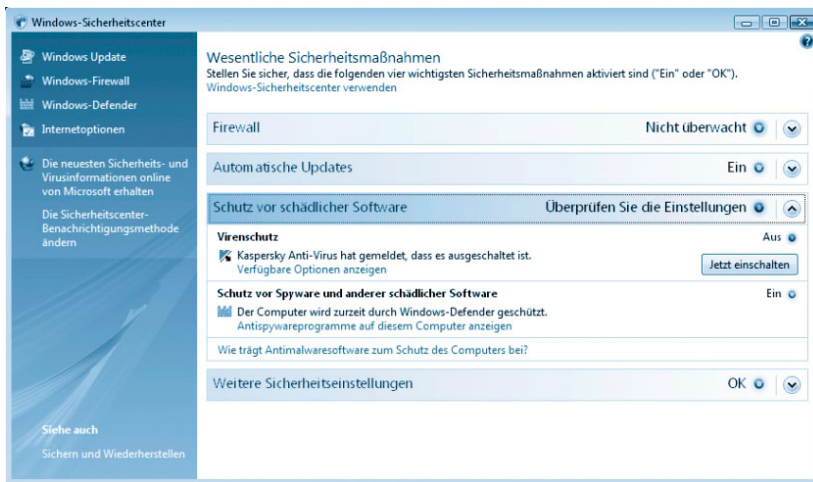 Windows-Sicherheitscenter
Windows Update
Windows-Firewall
Windows-Defender
Internetoptionen
Die neuesten Sicherheits- und
Virusinformationen online
von Microsoft erhalten
Die Sicherheitscenter-
Benachrichtigungsmethode
ändern
Siehe auch
Sichern und Wiederherstellen
Wesentliche Sicherheitsmaßnahmen
Stellen Sie sicher, dass die folgenden vier wichtigsten Sicherheitsmaßnahmen aktiviert sind ("Ein" oder "OK").
Windows-Sicherheitscenter verwenden
Firewall Nicht überwacht
Automatische Updates Ein
Schutz vor schädlicher Software Überprüfen Sie die Einstellungen
Virenschutz Aus
Kaspersky Anti-Virus hat gemeldet, dass es ausgeschaltet ist.
Verfügbare Optionen anzeigen
Jetzt einschalten
Schutz vor Spyware und anderer schädlicher Software Ein
Der Computer wird zurzeit durch Windows-Defender geschützt.
Antispywareprogramme auf diesem Computer anzeigen
Wie trägt Antimalwaresoftware zum Schutz des Computers bei?
Weitere Sicherheitseinstellungen OK